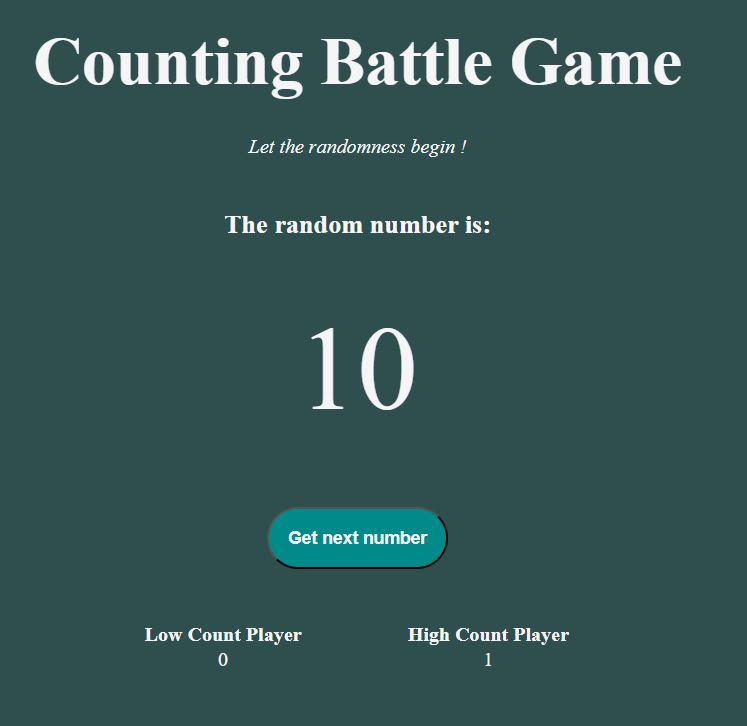 Counting Battle Game
Let the randomness begin !
The random number is:
10
Get next number
Low Count Player High Count Player
0 1